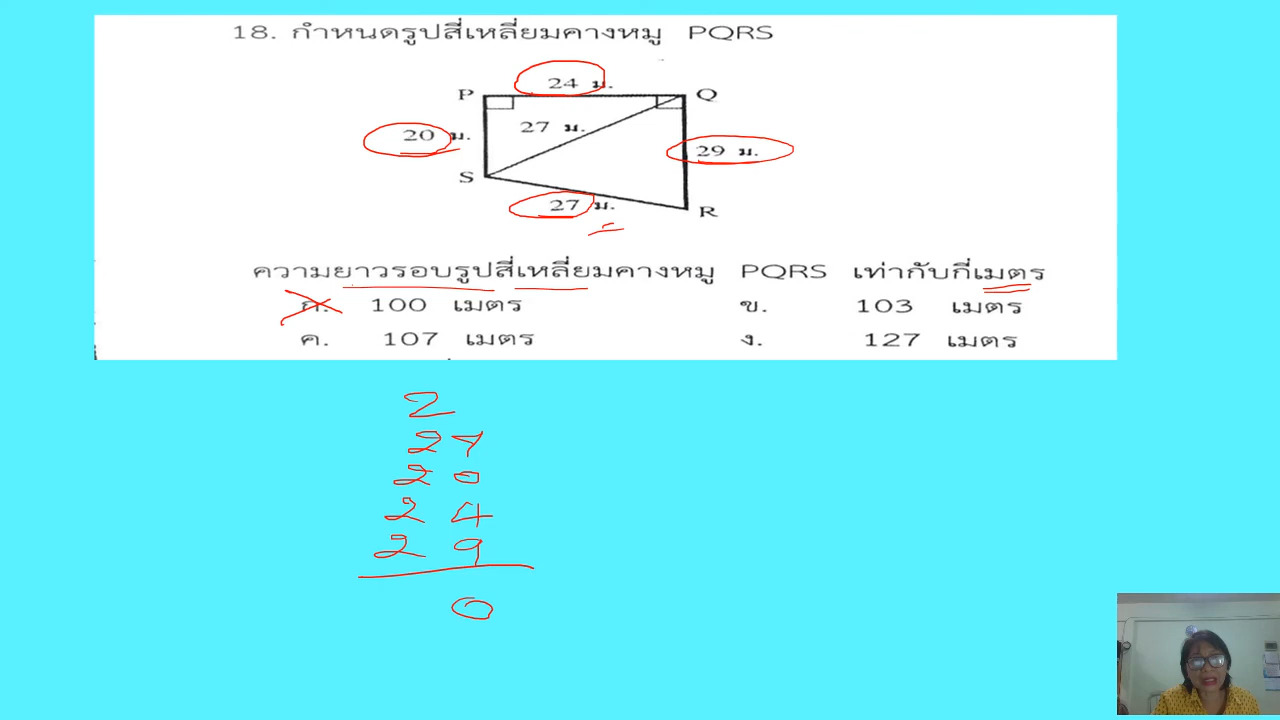 18. กำหนดรูปสี่เหลี่ยมคางหมู PQRS
24 ม.
P Q
20 ม. 27 ม. 29 ม.
S
27 ม. R
ความยาวรอบรูปสี่เหลี่ยมคางหมู PQRS เท่ากับกี่เมตร
ก. 100 เมตร ข. 103 เมตร
ค. 107 เมตร ง. 127 เมตร
2
27
20
24
29
0